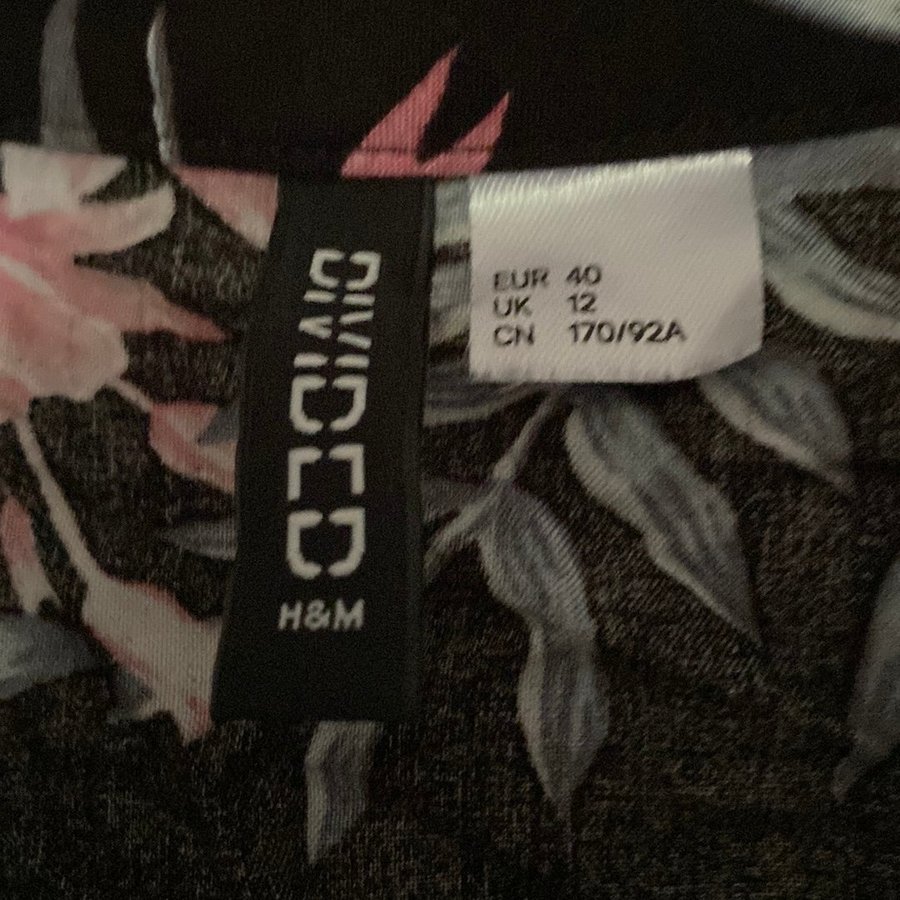 DIVIDED
H&M
EUR 40
UK 12
CN 170/92A